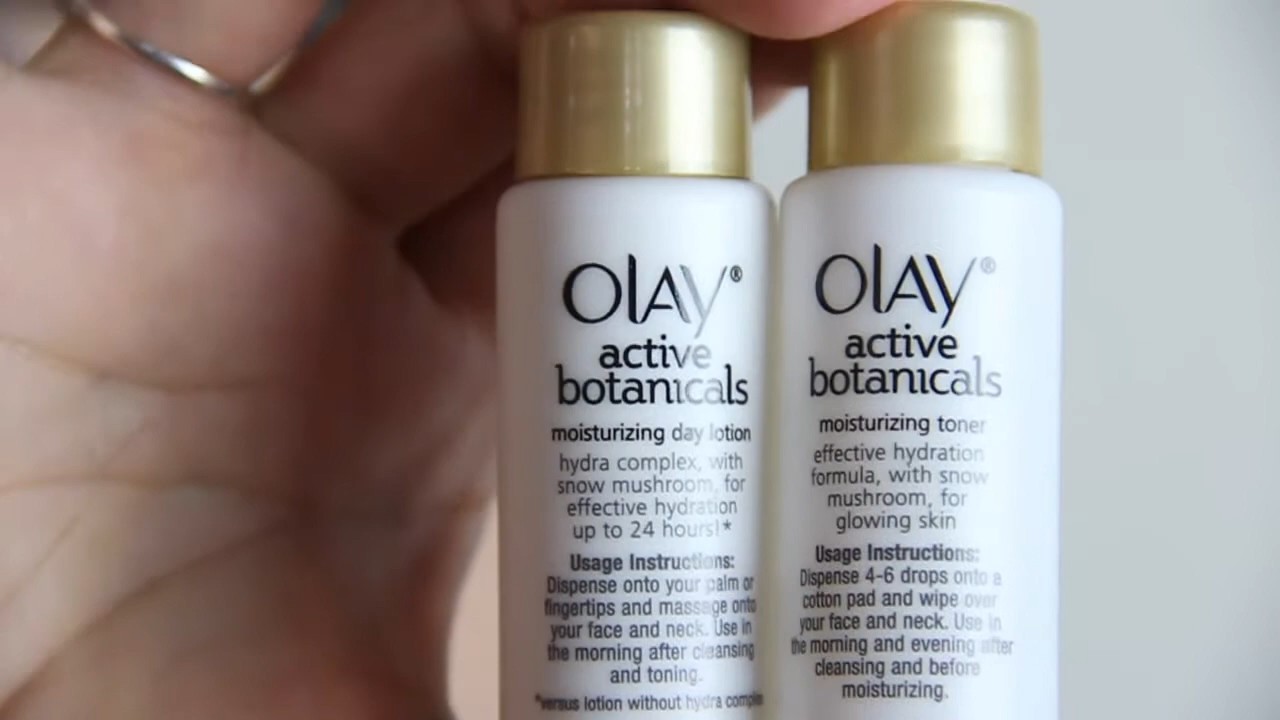 OLAY®
active
botanicals
moisturizing day lotion
hydra complex, with
snow mushroom, for
effective hydration
up to 24 hours!*
Usage Instructions:
Dispense onto your palm or
fingertips and massage onto
your face and neck. Use in
the morning after cleansing
and toning.
*versus lotion without hydra complex
OLAY®
active
botanicals
moisturizing toner
effective hydration
formula, with snow
mushroom, for
glowing skin
Usage Instructions:
Dispense 4-6 drops onto a
cotton pad and wipe over
your face and neck. Use in
the morning and evening after
cleansing and before
moisturizing.